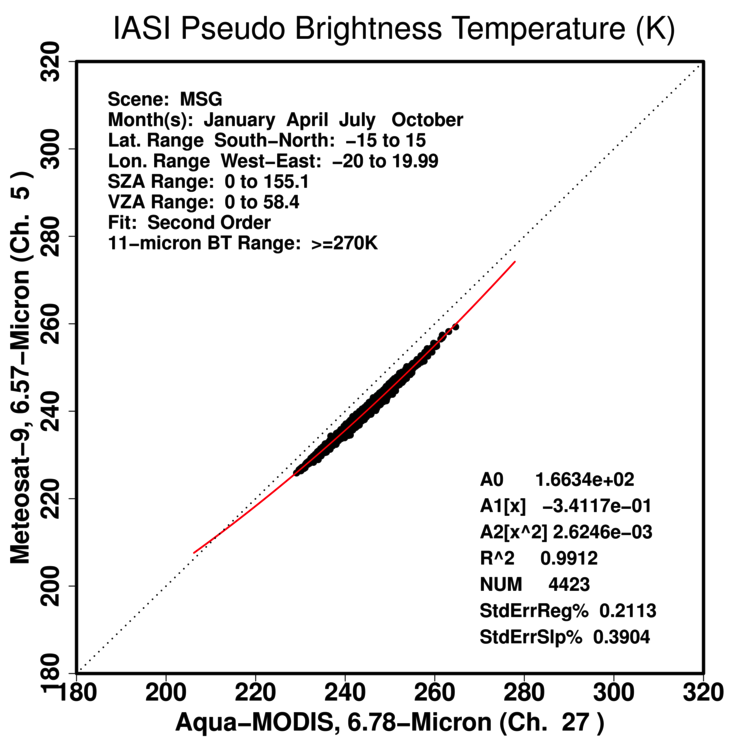 IASI Pseudo Brightness Temperature (K)
320
300
280
260
240
220
200
180
Meteosat−9, 6.57−Micron (Ch. 5 )
Scene: MSG
Month(s): January April July October
Lat. Range South−North: −15 to 15
Lon. Range West−East: −20 to 19.99
SZA Range: 0 to 155.1
VZA Range: 0 to 58.4
Fit: Second Order
11−micron BT Range: >=270K
A0 1.6634e+02
A1[x] −3.4117e−01
A2[x^2] 2.6246e−03
R^2 0.9912
NUM 4423
StdErrReg% 0.2113
StdErrSlp% 0.3904
180 200 220 240 260 280 300 320
Aqua−MODIS, 6.78−Micron (Ch. 27 )